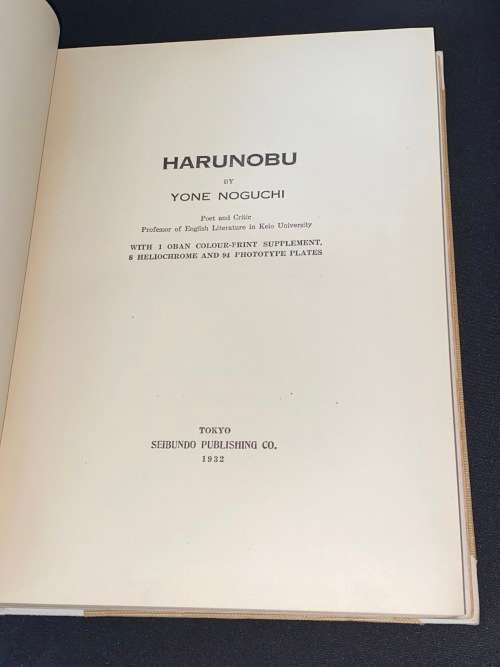 HARUNOBU
BY
YONE NOGUCHI
Poet and Critic
Professor of English Literature in Keio University
WITH 1 OBAN COLOUR-PRINT SUPPLEMENT,
8 HELIOCHROME AND 94 PHOTOTYPE PLATES
TOKYO
SEIBUNDO PUBLISHING CO.
1932